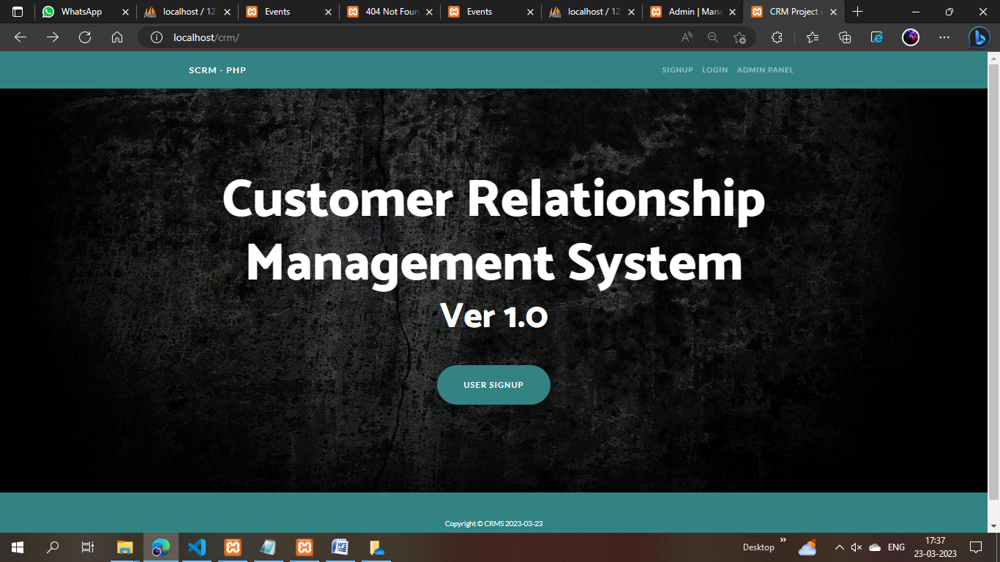 WhatsApp
localhost / 12
Events
404 Not Foun
Events
localhost / 12
Admin | Mana
CRM Project u
localhost/crm/
SCRM - PHP
SIGNUP LOGIN ADMIN PANEL
Customer Relationship
Management System
Ver 1.0
USER SIGNUP
Copyright © CRMS 2023-03-23
Desktop
ENG
17:37
23-03-2023